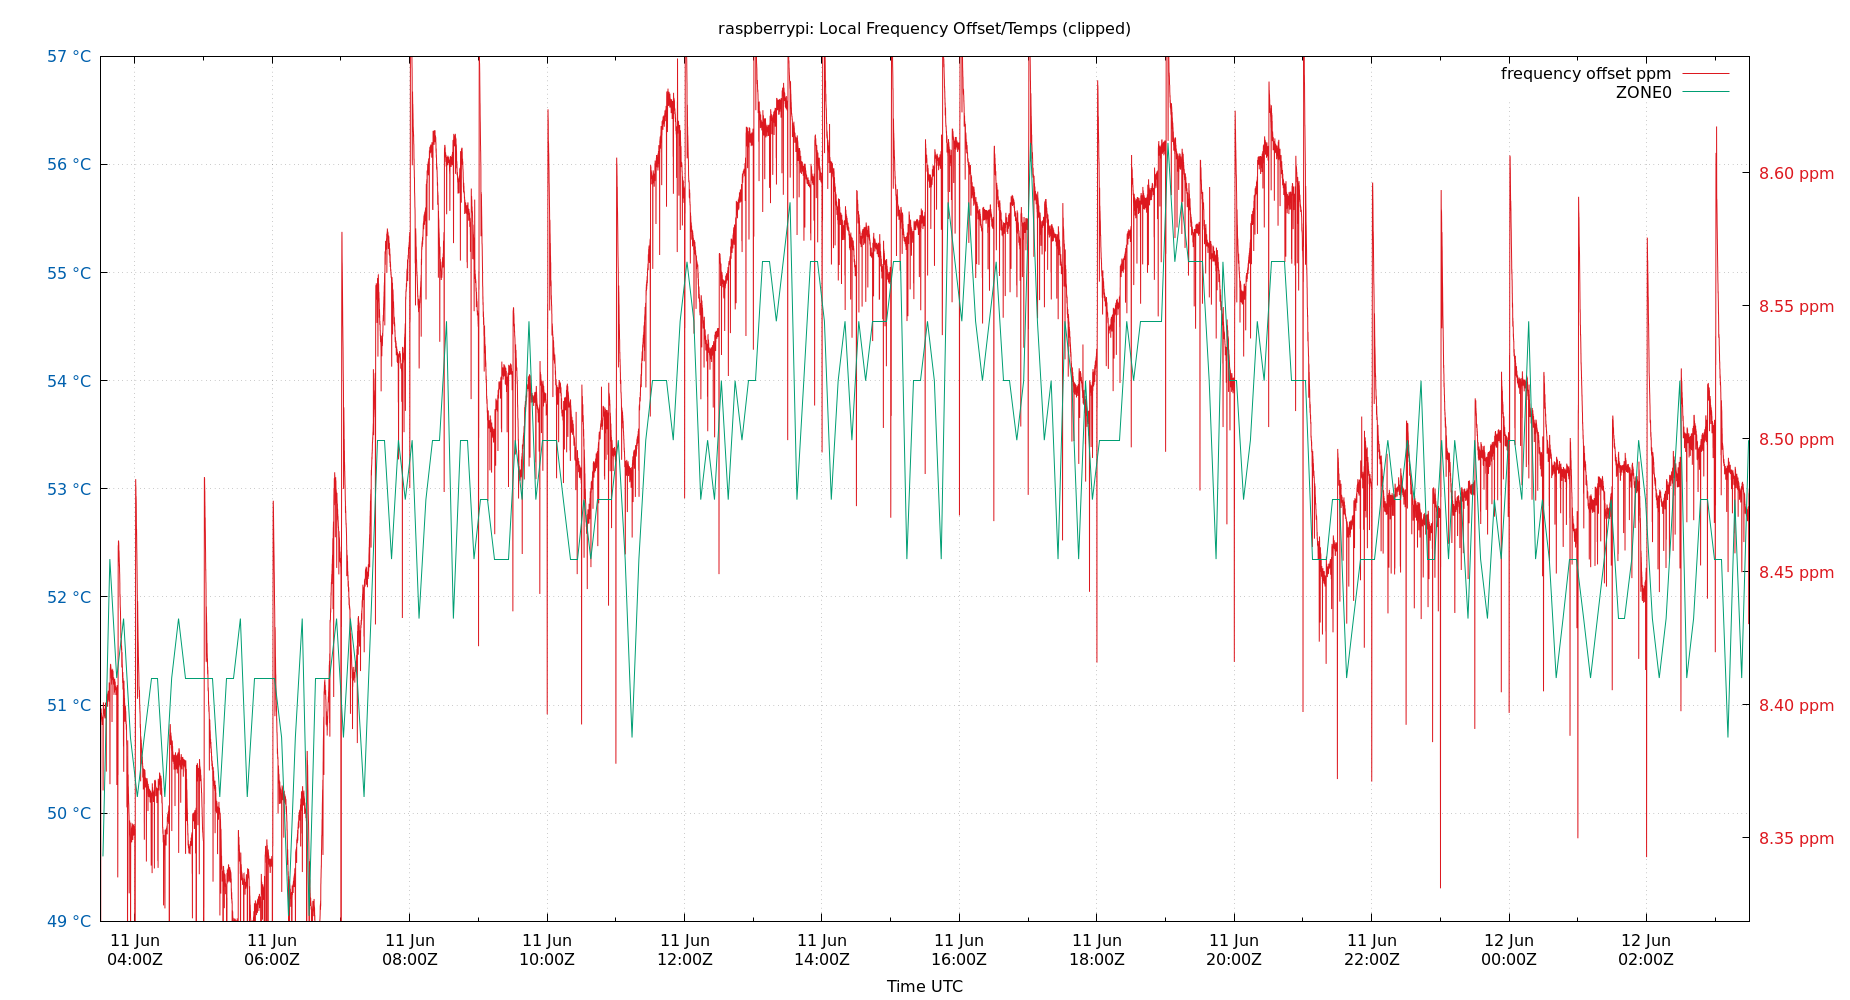 raspberrypi: Local Frequency Offset/Temps (clipped)
57 °C
56 °C
55 °C
54 °C
53 °C
52 °C
51 °C
50 °C
49 °C
frequency offset ppm
ZONE0
8.60 ppm
8.55 ppm
8.50 ppm
8.45 ppm
8.40 ppm
8.35 ppm
11 Jun 11 Jun 11 Jun 11 Jun 11 Jun 11 Jun 11 Jun 11 Jun 11 Jun 11 Jun 12 Jun 12 Jun
04:00Z 06:00Z 08:00Z 10:00Z 12:00Z 14:00Z 16:00Z 18:00Z 20:00Z 22:00Z 00:00Z 02:00Z
Time UTC